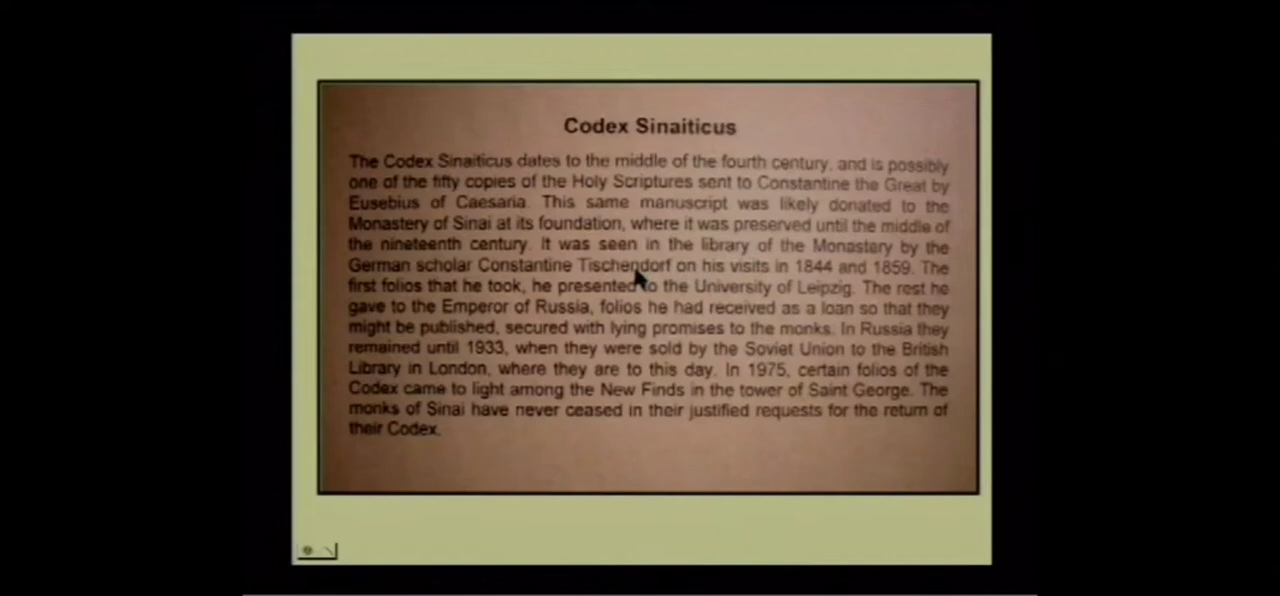 Codex Sinaiticus
The Codex Sinaiticus dates to the middle of the fourth century, and is possibly
one of the fifty copies of the Holy Scriptures sent to Constantine the Great by
Eusebius of Caesaria. This same manuscript was likely donated to the
Monastery of Sinai at its foundation, where it was preserved until the middle of
the nineteenth century. It was seen in the library of the Monastery by the
German scholar Constantine Tischendorf on his visits in 1844 and 1859. The
first folios that he took, he presented to the University of Leipzig. The rest he
gave to the Emperor of Russia, folios he had received as a loan so that they
might be published, secured with lying promises to the monks. In Russia they
remained until 1933, when they were sold by the Soviet Union to the British
Library in London, where they are to this day. In 1975, certain folios of the
Codex came to light among the New Finds in the tower of Saint George. The
monks of Sinai have never ceased in their justified requests for the return of
their Codex.